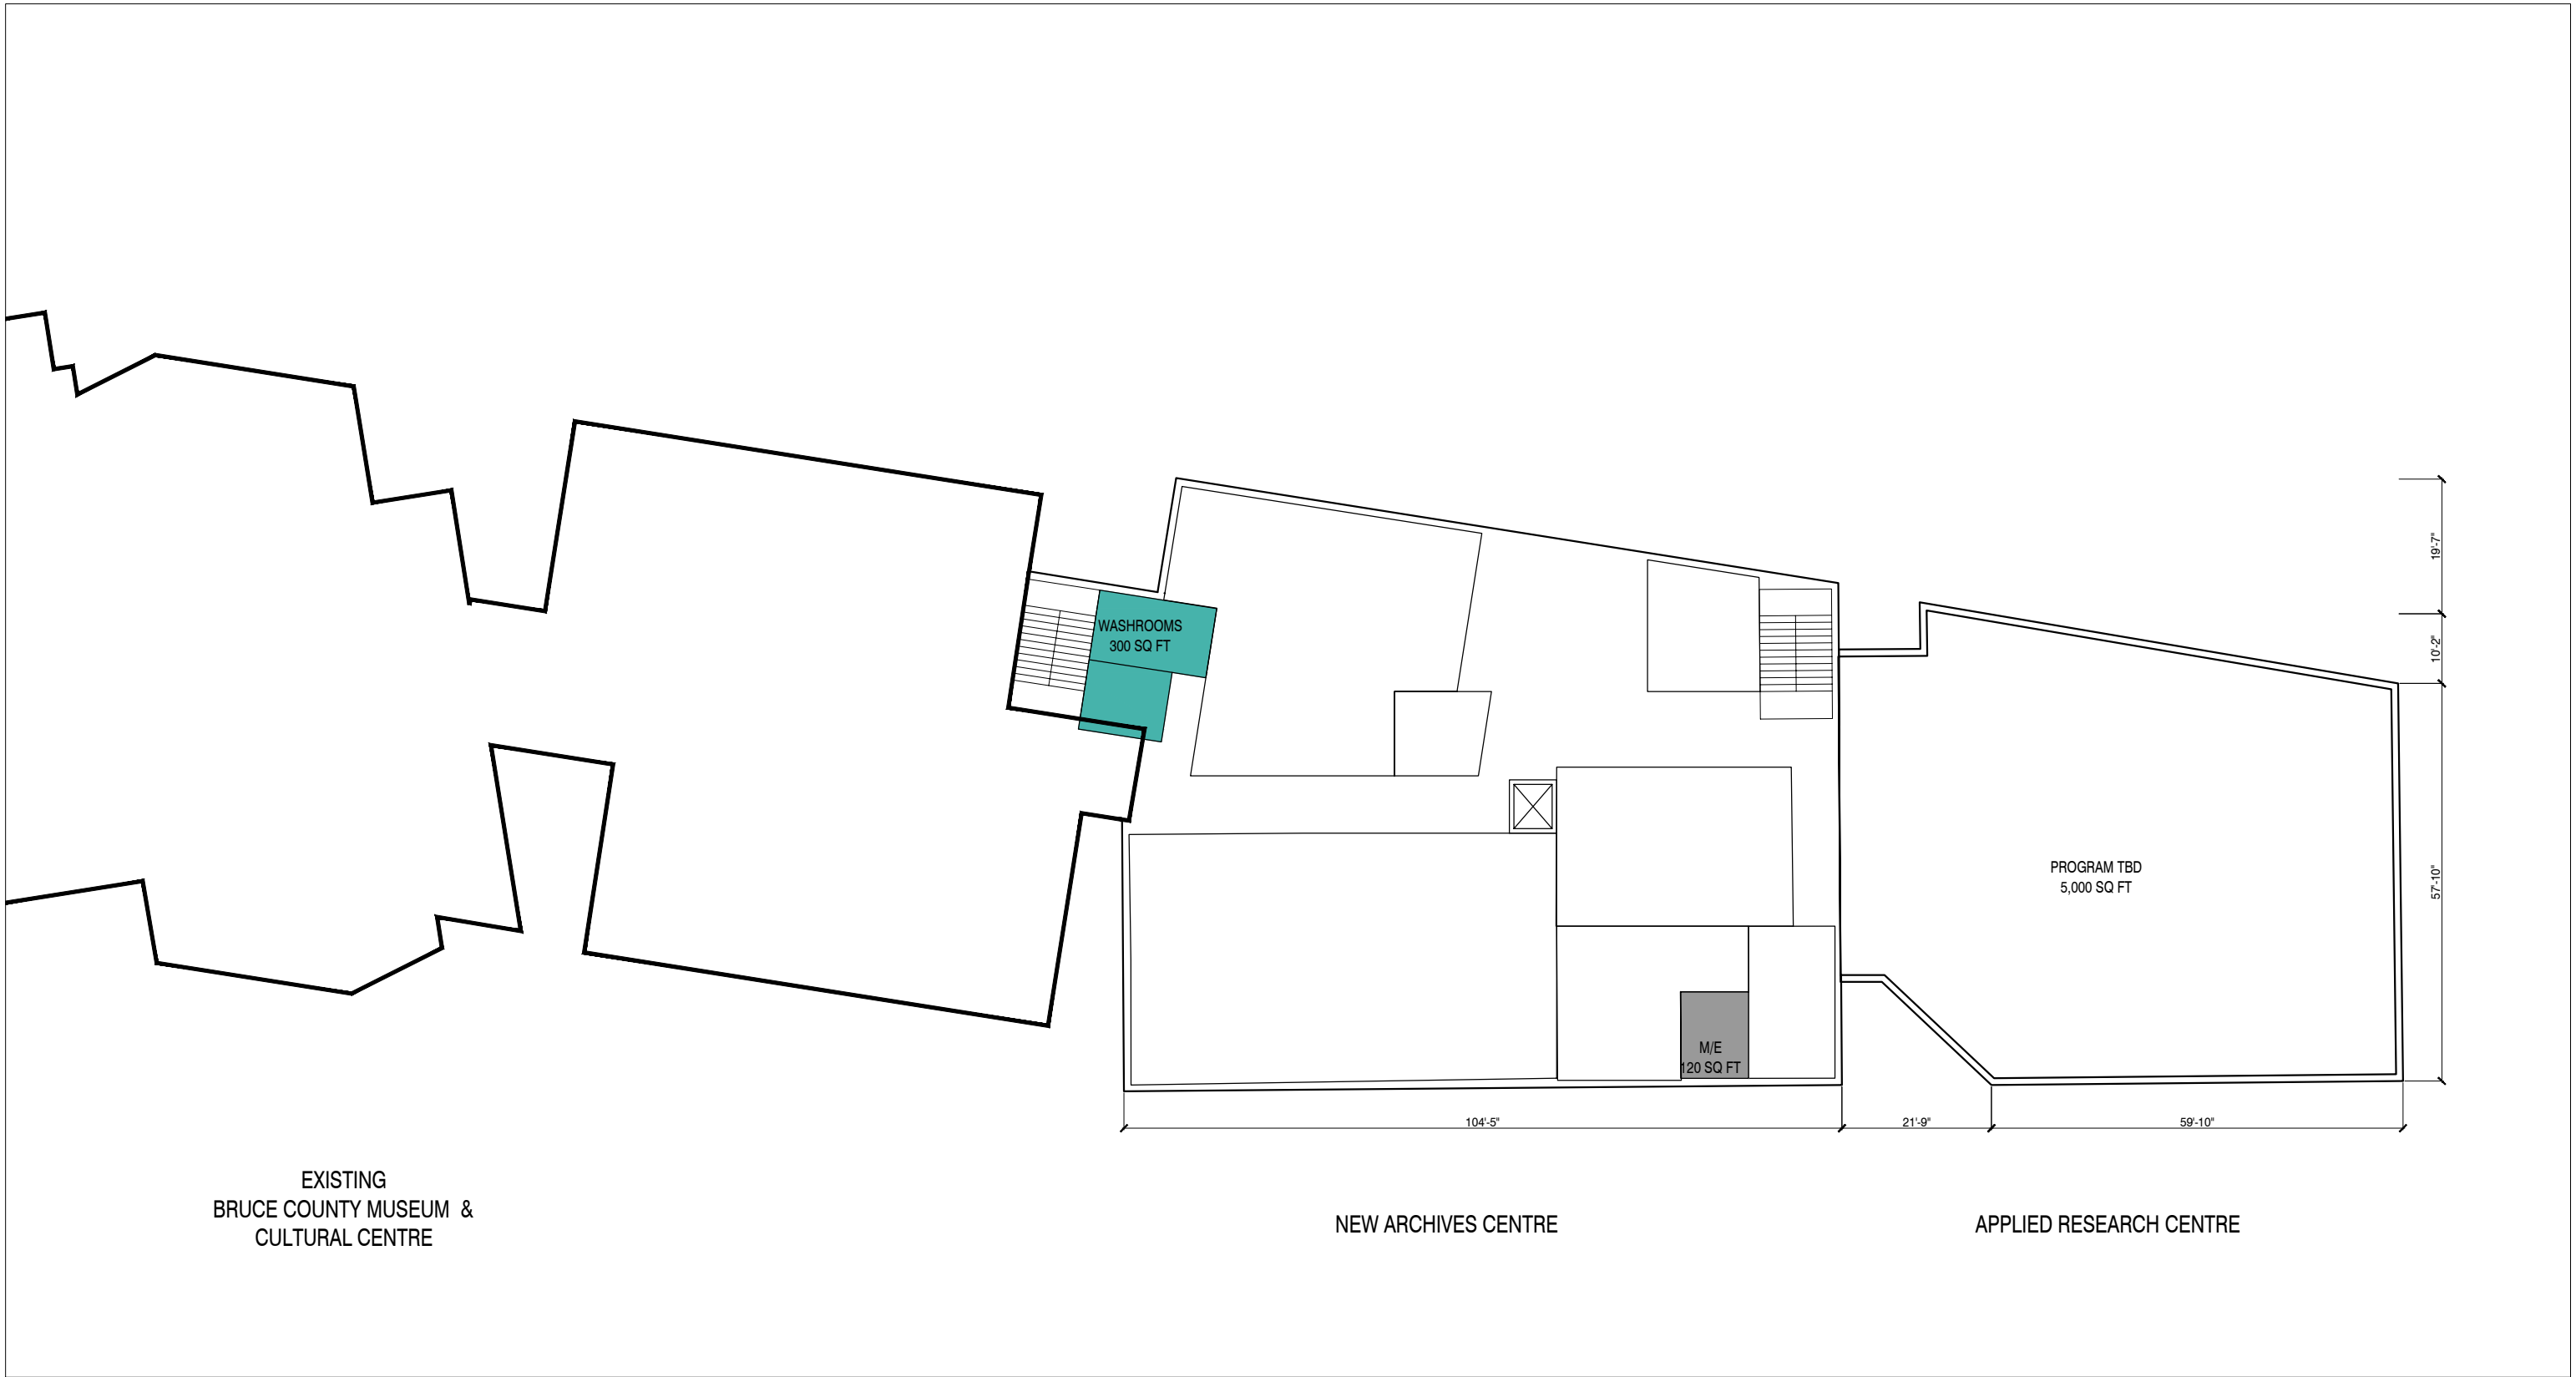 19'-7"
WASHROOMS
300 SQ FT
10'-2"
PROGRAM TBD
5,000 SQ FT
57'-10"
M/E
120 SQ FT
104'-5"
21'-9"
59'-10"
EXISTING
BRUCE COUNTY MUSEUM &
CULTURAL CENTRE
NEW ARCHIVES CENTRE
APPLIED RESEARCH CENTRE